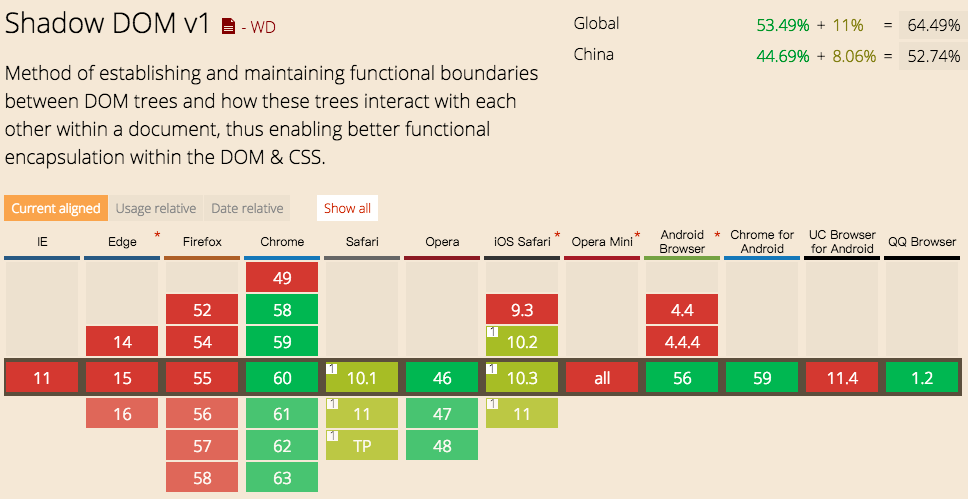 Shadow DOM v1 - WD
Global 53.49% + 11% = 64.49%
China 44.69% + 8.06% = 52.74%
Method of establishing and maintaining functional boundaries
between DOM trees and how these trees interact with each
other within a document, thus enabling better functional
encapsulation within the DOM & CSS.
Current aligned Usage relative Date relative Show all
IE Edge * Firefox Chrome Safari Opera iOS Safari * Opera Mini * Android Browser * Chrome for Android UC Browser for Android QQ Browser
49
52 58 9.3 4.4
14 54 59 1 10.2 4.4.4
11 15 55 60 1 10.1 46 1 10.3 all 56 59 11.4 1.2
16 56 61 1 11 47 1 11
57 62 1 TP 48
58 63